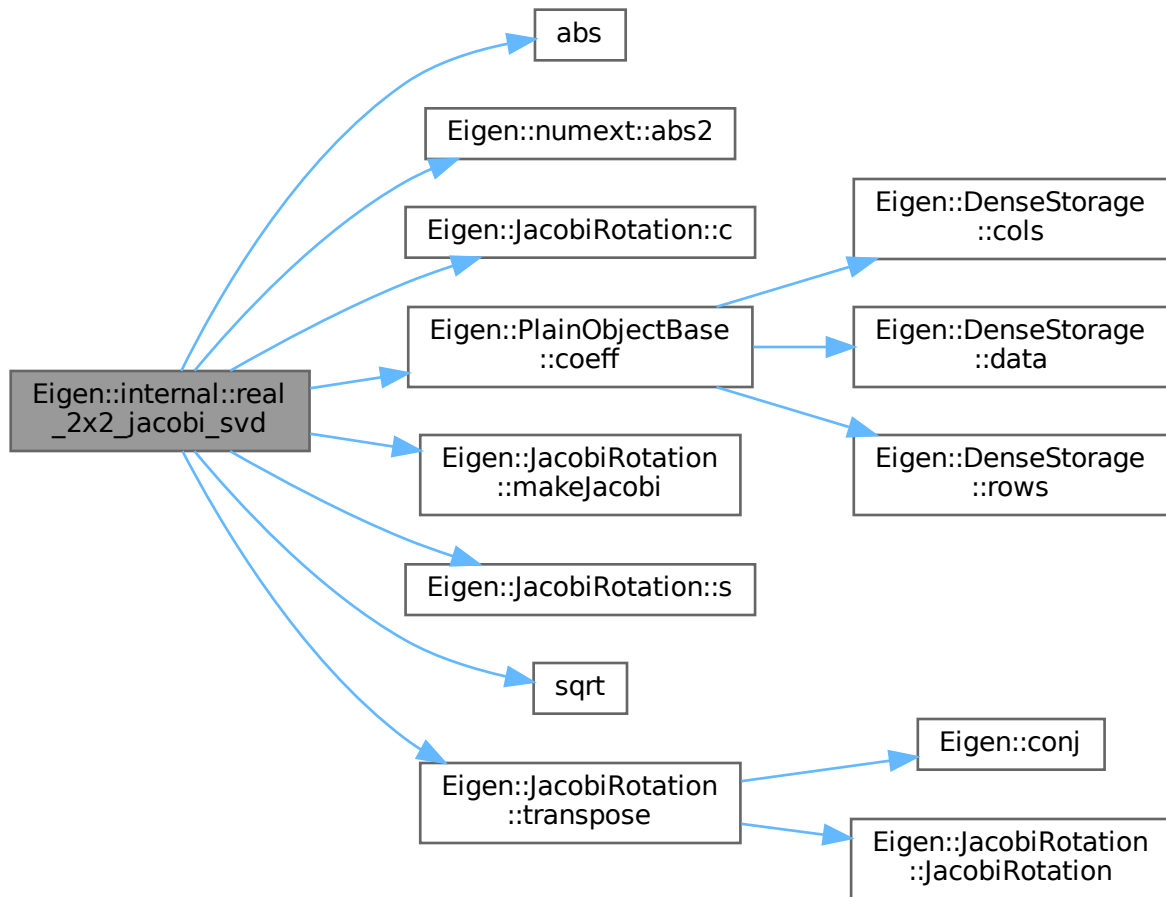 abs
Eigen::numext::abs2
Eigen::DenseStorage
::cols
Eigen::JacobiRotation::c
Eigen::PlainObjectBase
::coeff
Eigen::DenseStorage
::data
Eigen::internal::real
_2x2_jacobi_svd
Eigen::JacobiRotation
::makeJacobi
Eigen::DenseStorage
::rows
Eigen::JacobiRotation::s
sqrt
Eigen::conj
Eigen::JacobiRotation
::transpose
Eigen::JacobiRotation
::JacobiRotation